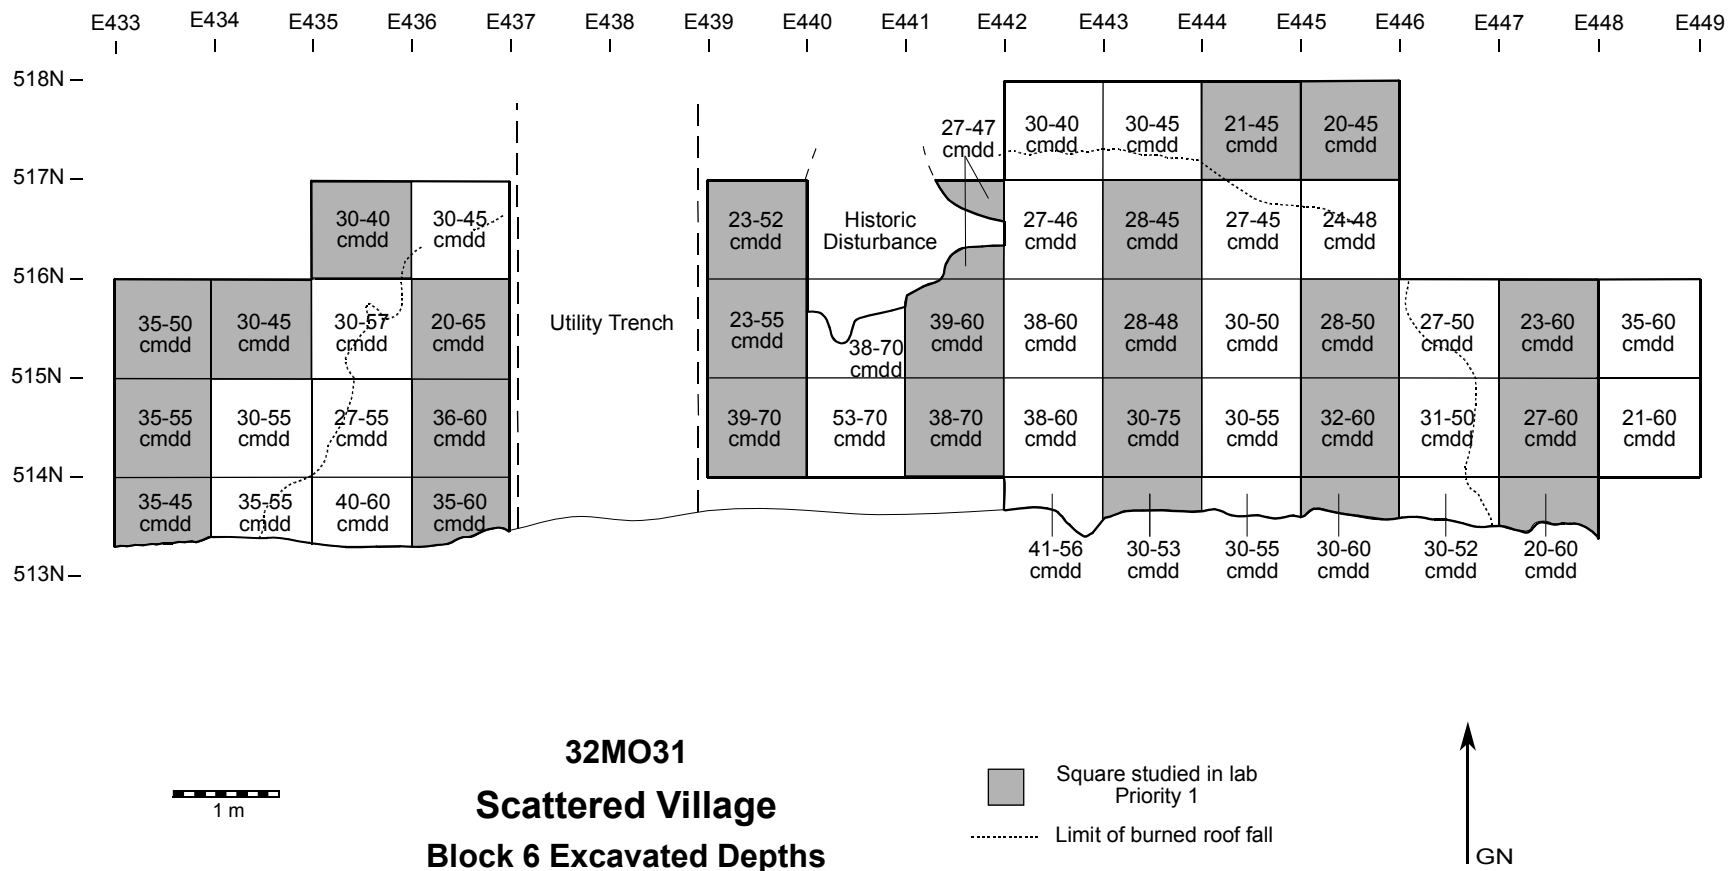 E433 E434 E435 E436 E437 E438 E439 E440 E441 E442 E443 E444 E445 E446 E447 E448 E449
518N
27-47
cmdd
30-40
cmdd
30-45
cmdd
21-45
cmdd
20-45
cmdd
517N
30-40
cmdd
30-45
cmdd
23-52
cmdd
Historic
Disturbance
27-46
cmdd
28-45
cmdd
27-45
cmdd
24-48
cmdd
516N
35-50
cmdd
30-45
cmdd
30-57
cmdd
20-65
cmdd
Utility Trench
23-55
cmdd
38-70
cmdd
39-60
cmdd
38-60
cmdd
28-48
cmdd
30-50
cmdd
28-50
cmdd
27-50
cmdd
23-60
cmdd
35-60
cmdd
515N
35-55
cmdd
30-55
cmdd
27-55
cmdd
36-60
cmdd
39-70
cmdd
53-70
cmdd
38-70
cmdd
38-60
cmdd
30-75
cmdd
30-55
cmdd
32-60
cmdd
31-50
cmdd
27-60
cmdd
21-60
cmdd
514N
35-45
cmdd
35-55
cmdd
40-60
cmdd
35-60
cmdd
41-56
cmdd
30-53
cmdd
30-55
cmdd
30-60
cmdd
30-52
cmdd
20-60
cmdd
513N
1 m
32MO31
Scattered Village
Block 6 Excavated Depths
Square studied in lab
Priority 1
Limit of burned roof fall
GN